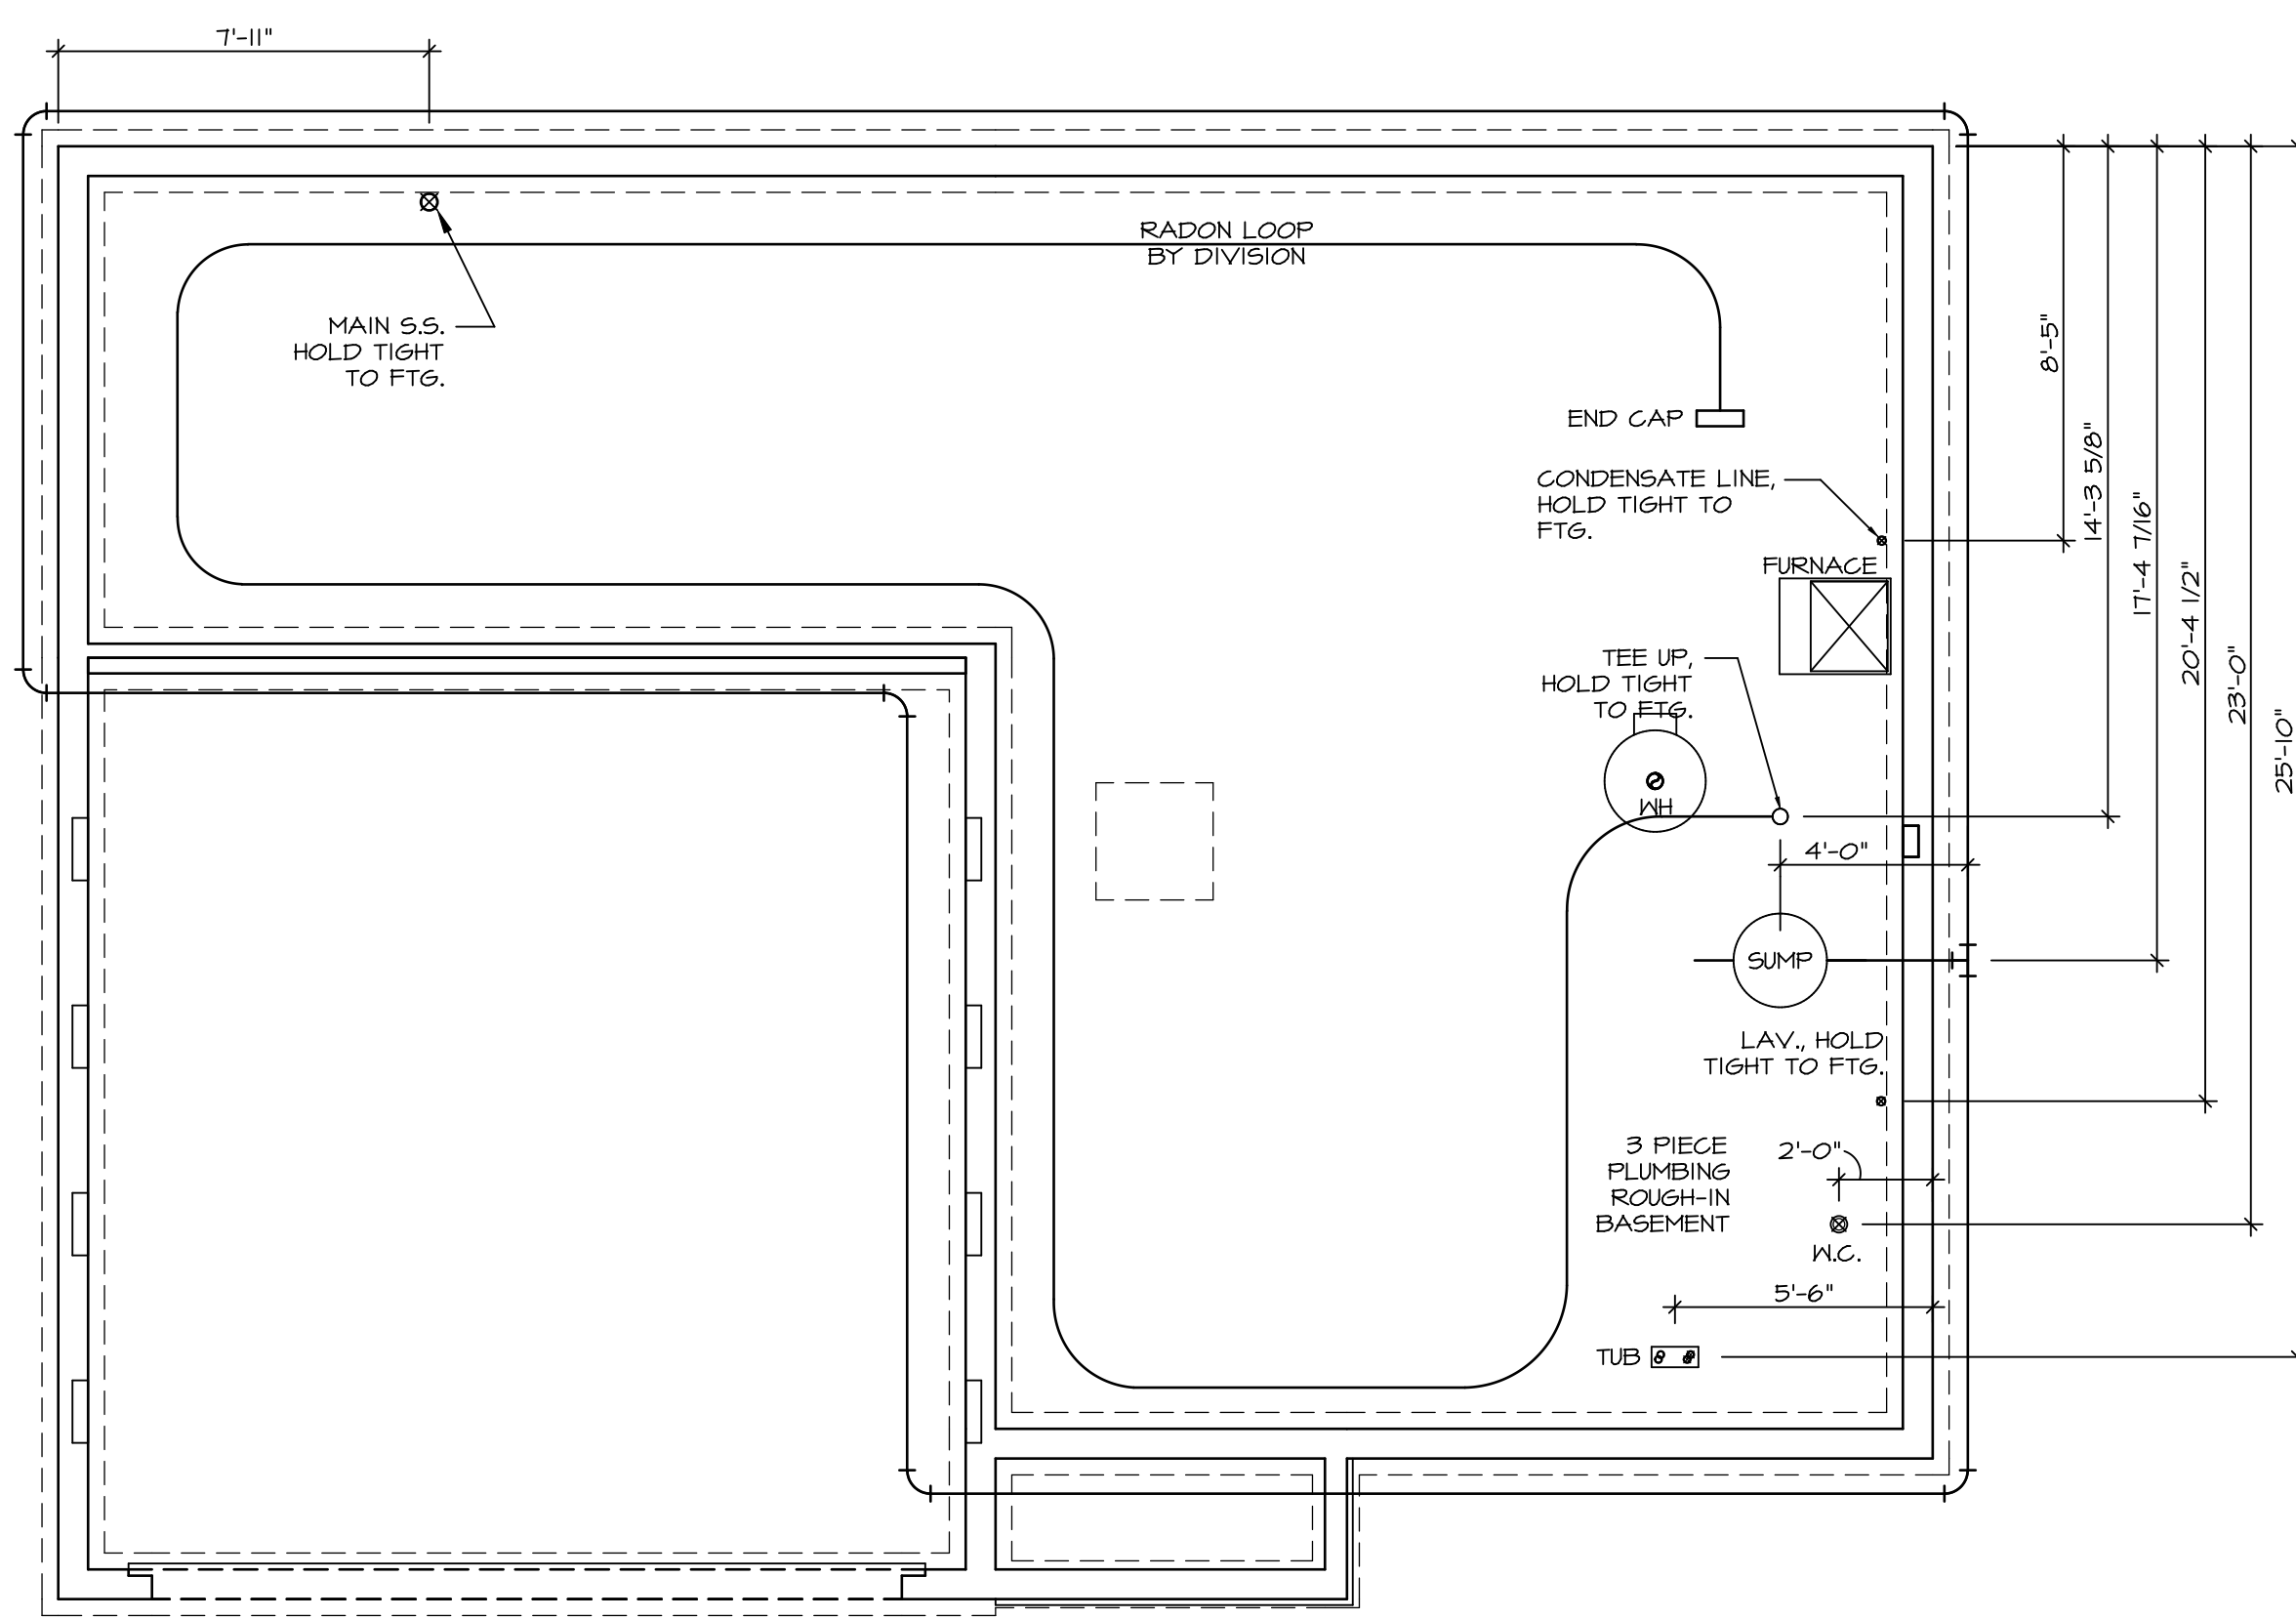 7'-11"
RADON LOOP
BY DIVISION
MAIN S.S.
HOLD TIGHT
TO FTG.
END CAP
CONDENSATE LINE,
HOLD TIGHT TO
FTG.
FURNACE
TEE UP,
HOLD TIGHT
TO FTG.
WH
4'-0"
SUMP
LAV., HOLD
TIGHT TO FTG.
3 PIECE
PLUMBING
ROUGH-IN
BASEMENT
2'-0"
W.C.
5'-6"
TUB
8'-5"
14'-3 5/8"
17'-4 7/16"
20'-4 1/2"
23'-0"
25'-10"